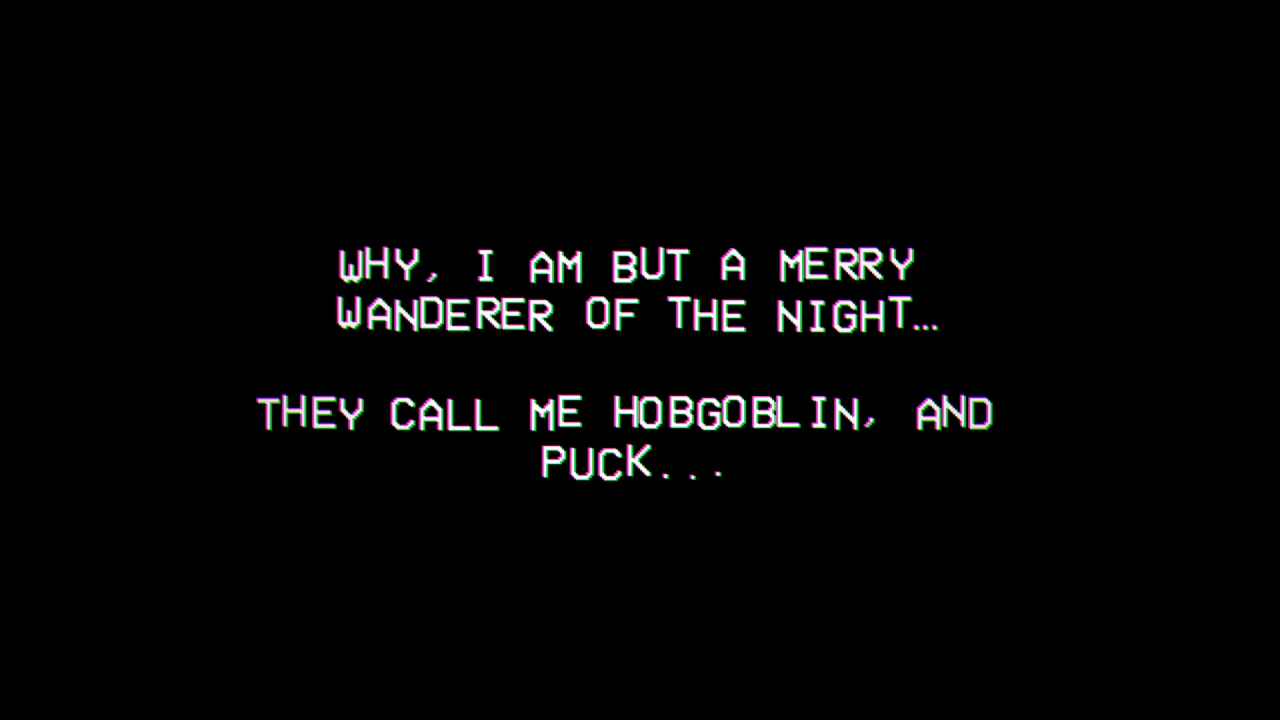 WHY, I AM BUT A MERRY
WANDERER OF THE NIGHT…
THEY CALL ME HOBGOBLIN, AND
PUCK...